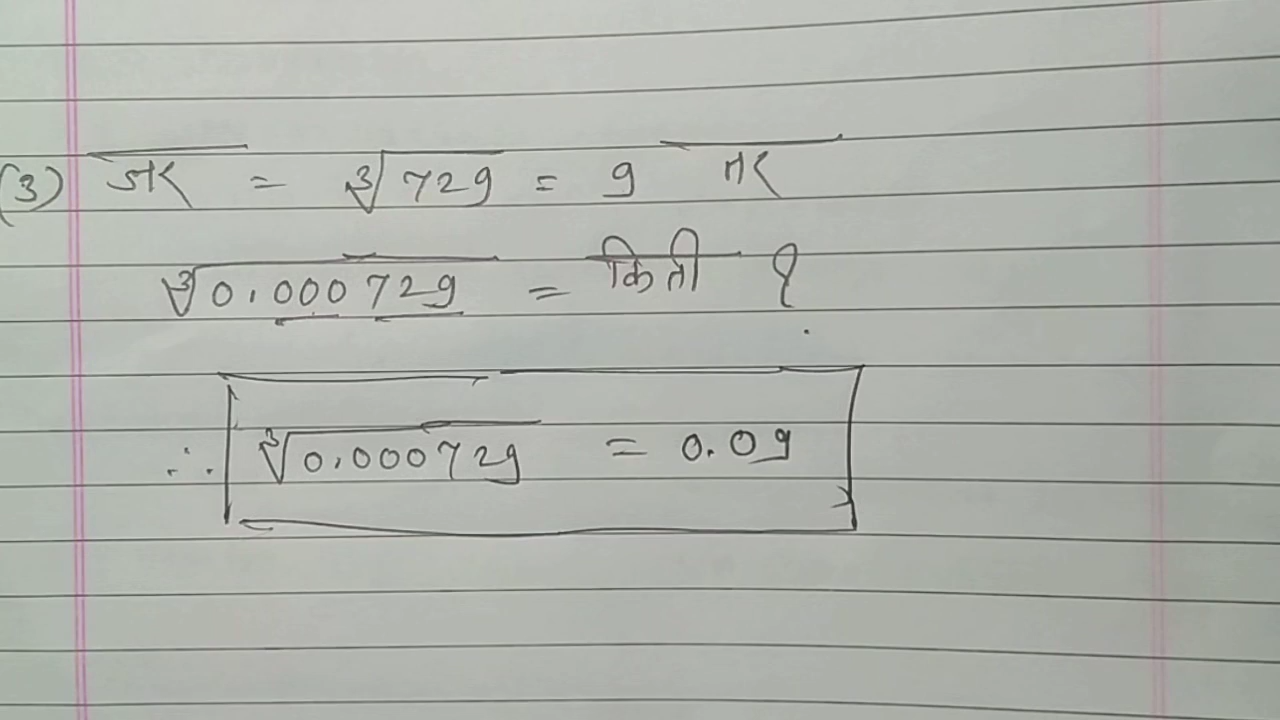 (3) जर = ∛729 = 9 तर
∛0.000729 = किती ?
∴ ∛0.000729 = 0.09